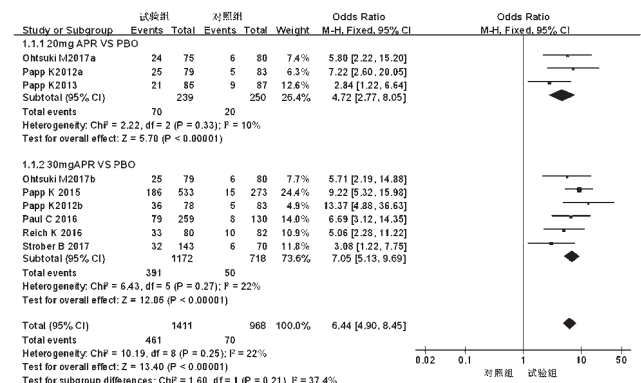 试验组 对照组 Odds Ratio Odds Ratio
Study or Subgroup Events Total Events Total Weight M-H, Fixed, 95% CI M-H, Fixed, 95% CI
1.1.1 20mg APR VS PBO
Ohtsuki M2017a 24 75 6 80 7.4% 5.80 [2.22, 15.20]
Papp K2012a 25 79 5 83 6.3% 7.22 [2.60, 20.05]
Papp K2013 21 85 9 87 12.6% 2.84 [1.22, 6.64]
Subtotal (95% CI) 239 250 26.4% 4.72 [2.77, 8.05]
Total events 70 20
Heterogeneity: Chi² = 2.22, df = 2 (P = 0.33); I² = 10%
Test for overall effect: Z = 5.70 (P < 0.00001)
1.1.2 30mgAPR VS PBO
Ohtsuki M2017b 25 79 6 80 7.7% 5.71 [2.19, 14.88]
Papp K 2015 186 533 15 273 24.4% 9.22 [5.32, 15.98]
Papp K2012b 36 78 5 83 4.9% 13.37 [4.88, 36.63]
Paul C 2016 79 259 8 130 14.0% 6.69 [3.12, 14.35]
Reich K 2016 33 80 10 82 10.7% 5.06 [2.28, 11.22]
Strober B 2017 32 143 6 70 11.8% 3.08 [1.22, 7.75]
Subtotal (95% CI) 1172 718 73.6% 7.05 [5.13, 9.69]
Total events 391 50
Heterogeneity: Chi² = 6.43, df = 5 (P = 0.27); I² = 22%
Test for overall effect: Z = 12.05 (P < 0.00001)
Total (95% CI) 1411 968 100.0% 6.44 [4.90, 8.45]
Total events 461 70
Heterogeneity: Chi² = 10.19, df = 8 (P = 0.25); I² = 22%
Test for overall effect: Z = 13.40 (P < 0.00001)
Test for subgroup differences: Chi² = 1.60, df = 1 (P = 0.21), I² = 37.4%
0.02 0.1 1 10 50
对照组 试验组